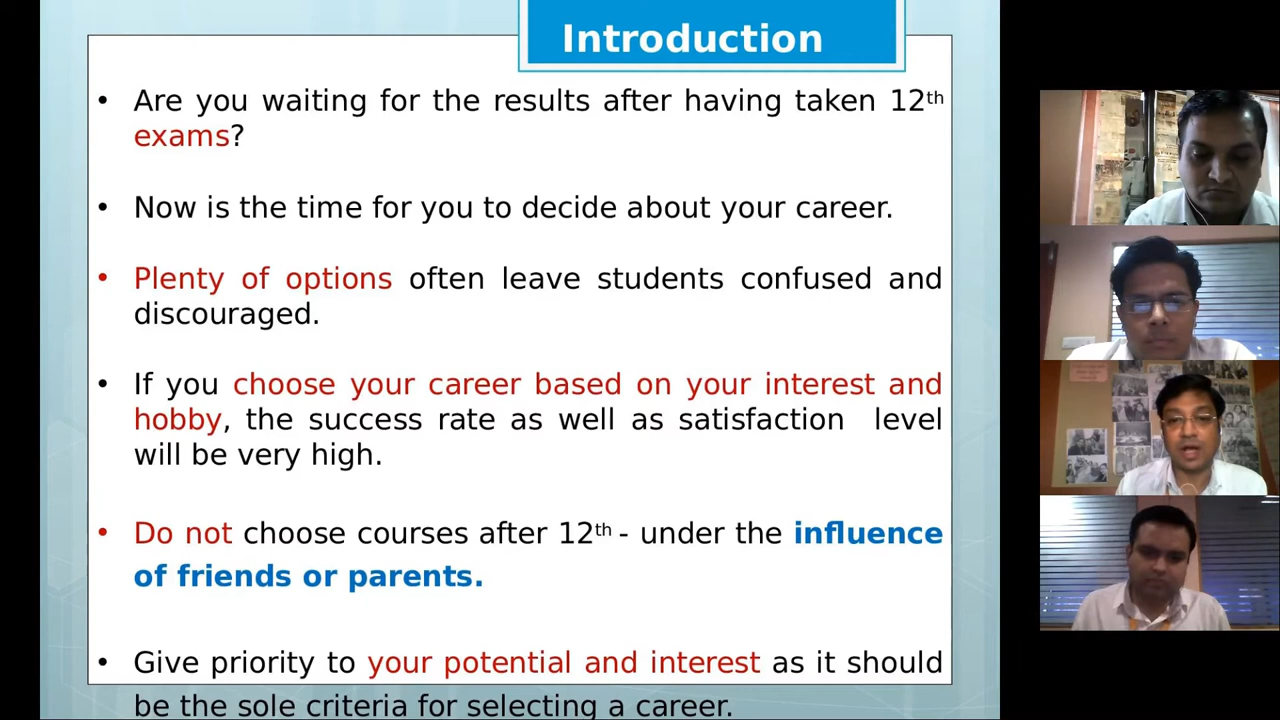 Introduction
• Are you waiting for the results after having taken 12th
exams?
• Now is the time for you to decide about your career.
• Plenty of options often leave students confused and
discouraged.
• If you choose your career based on your interest and
hobby, the success rate as well as satisfaction level
will be very high.
• Do not choose courses after 12th - under the influence
of friends or parents.
• Give priority to your potential and interest as it should
be the sole criteria for selecting a career.